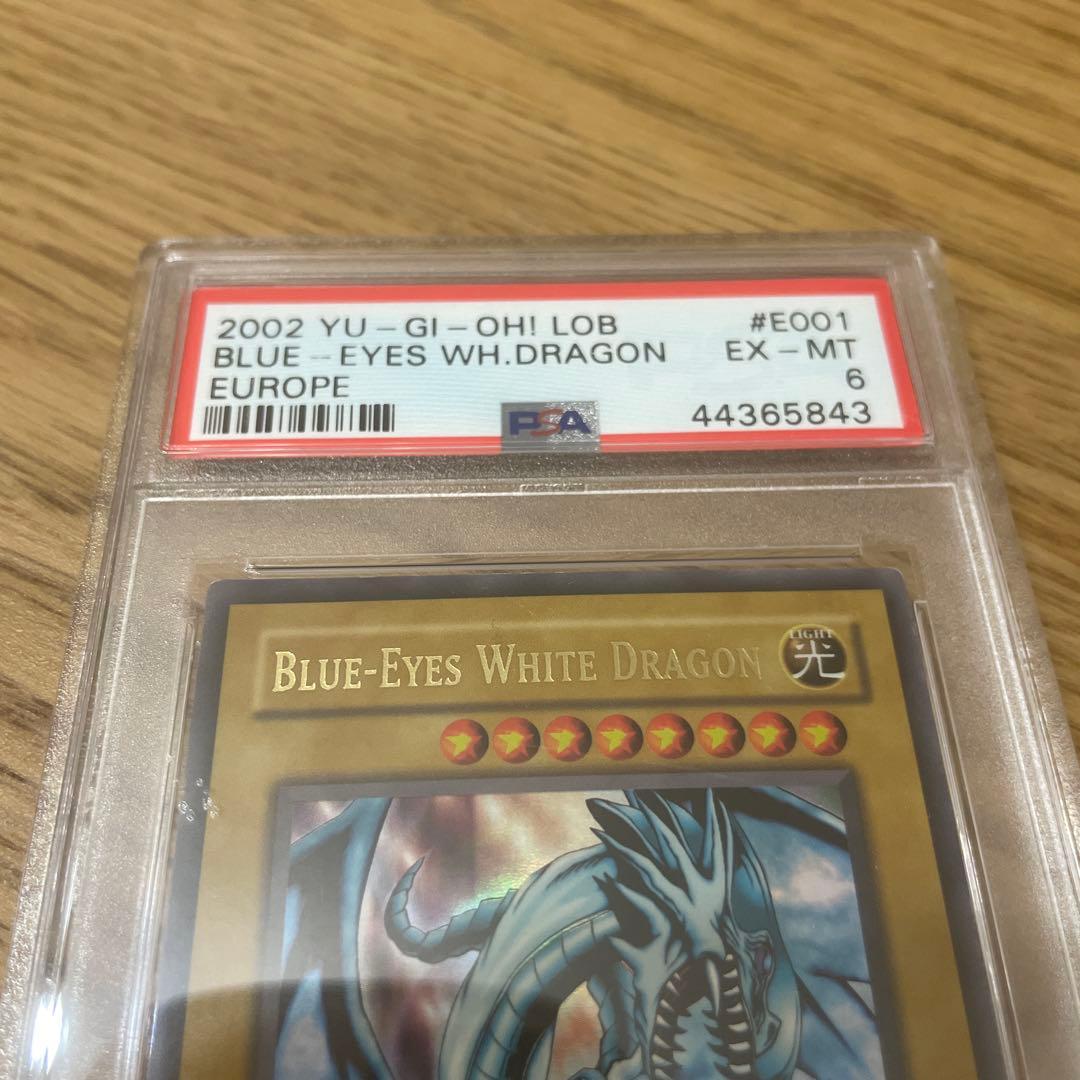 2002 YU-GI-OH! LOB #E001
BLUE-EYES WH.DRAGON EX-MT
EUROPE 6
PSA 44365843
BLUE-EYES WHITE DRAGON
LIGHT
光